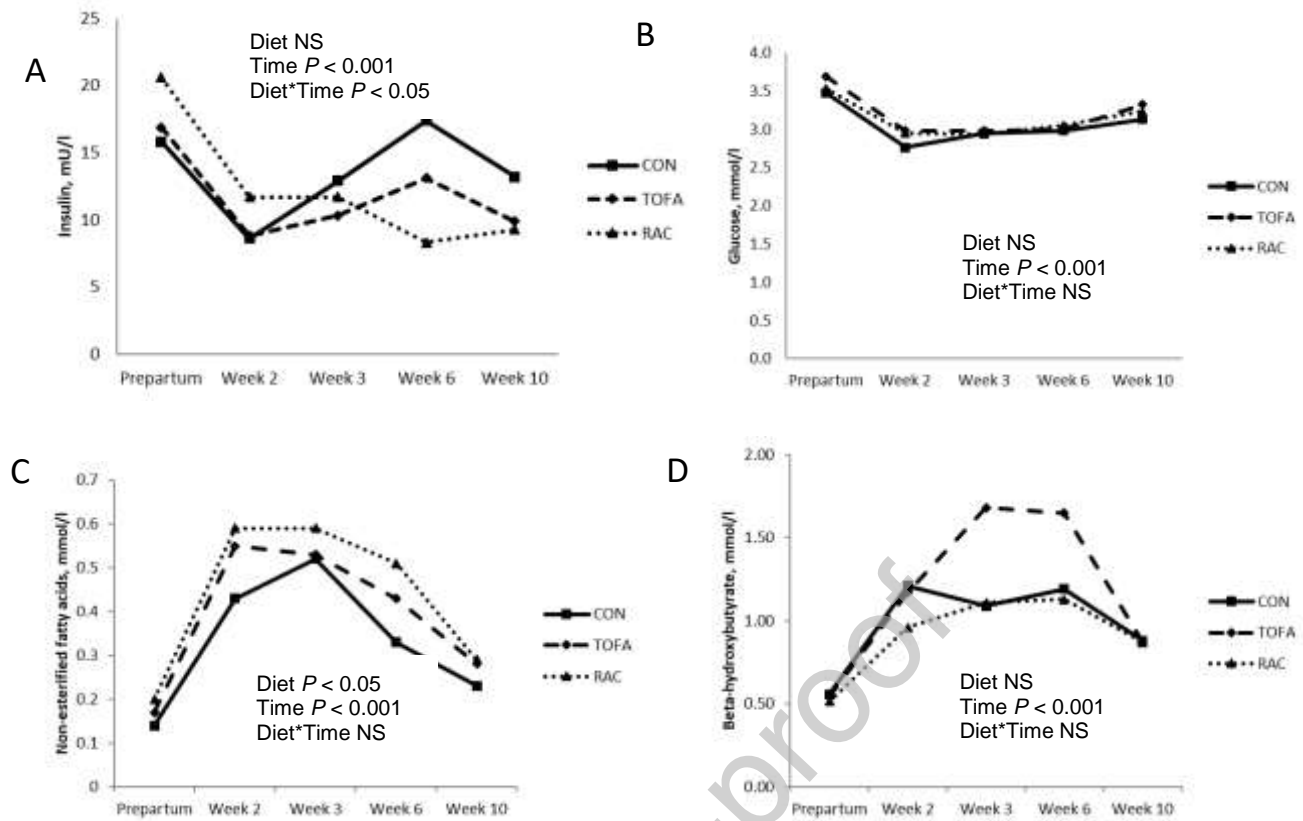 A
Insulin, mU/l
25
20
15
10
5
0
Diet NS
Time P < 0.001
Diet*Time P < 0.05
Prepartum Week 2 Week 3 Week 6 Week 10
CON
TOFA
RAC
B
Glucose, mmol/l
4.0
3.5
3.0
2.5
2.0
1.5
1.0
0.5
0.0
Diet NS
Time P < 0.001
Diet*Time NS
Prepartum Week 2 Week 3 Week 6 Week 10
CON
TOFA
RAC
C
Non-esterified fatty acids, mmol/l
0.7
0.6
0.5
0.4
0.3
0.2
0.1
0
Diet P < 0.05
Time P < 0.001
Diet*Time NS
Prepartum Week 2 Week 3 Week 6 Week 10
CON
TOFA
RAC
D
Beta-hydroxybutyrate, mmol/l
2.00
1.50
1.00
0.50
0.00
Diet NS
Time P < 0.001
Diet*Time NS
Prepartum Week 2 Week 3 Week 6 Week 10
CON
TOFA
RAC
proof